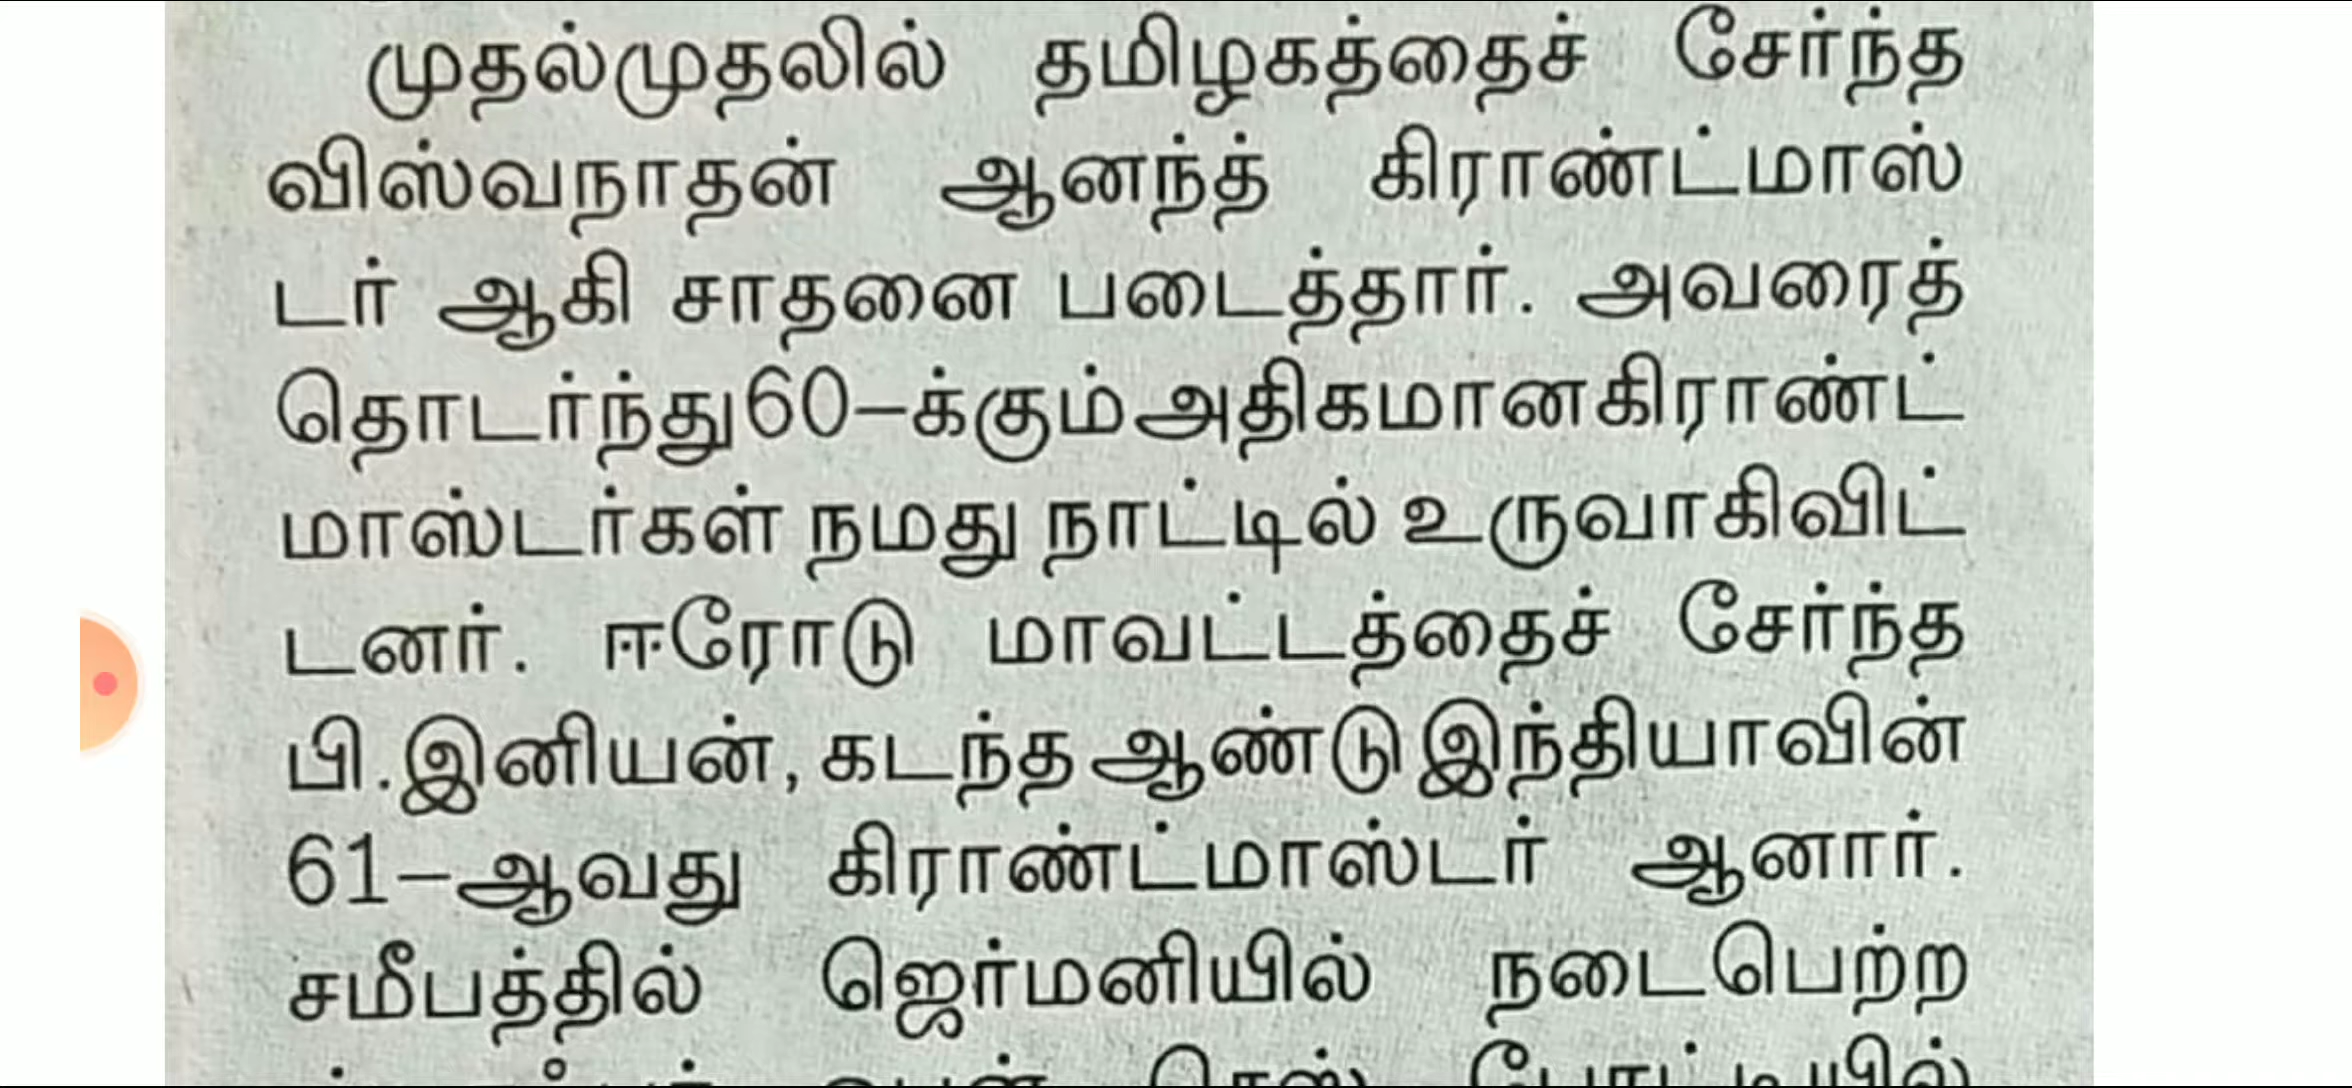 முதல்முதலில் தமிழகத்தைச் சேர்ந்த
விஸ்வநாதன் ஆனந்த் கிராண்ட்மாஸ்
டர் ஆகி சாதனை படைத்தார். அவரைத்
தொடர்ந்து 60–க்கும் அதிகமான கிராண்ட்
மாஸ்டர்கள் நமது நாட்டில் உருவாகிவிட்
டனர். ஈரோடு மாவட்டத்தைச் சேர்ந்த
பி.இனியன், கடந்த ஆண்டு இந்தியாவின்
61–ஆவது கிராண்ட்மாஸ்டர் ஆனார்.
சமீபத்தில் ஜெர்மனியில் நடைபெற்ற